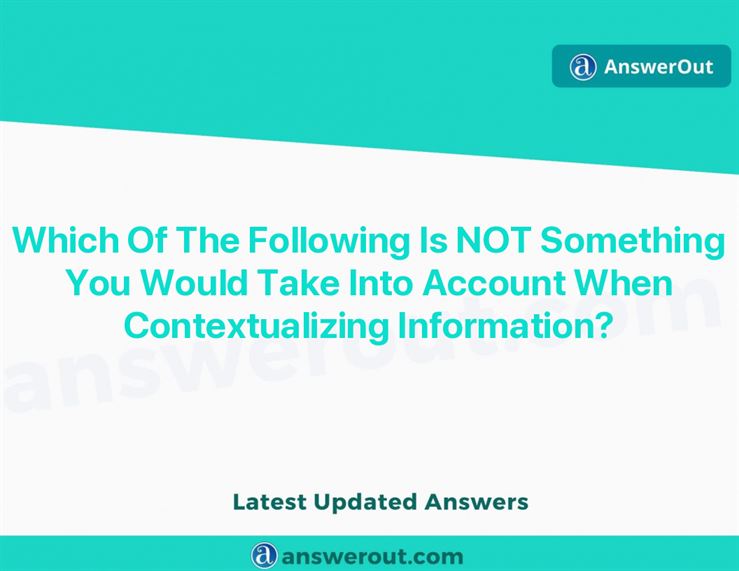 AnswerOut
Which Of The Following Is NOT Something
You Would Take Into Account When
Contextualizing Information?
answerout.com
Latest Updated Answers
answerout.com